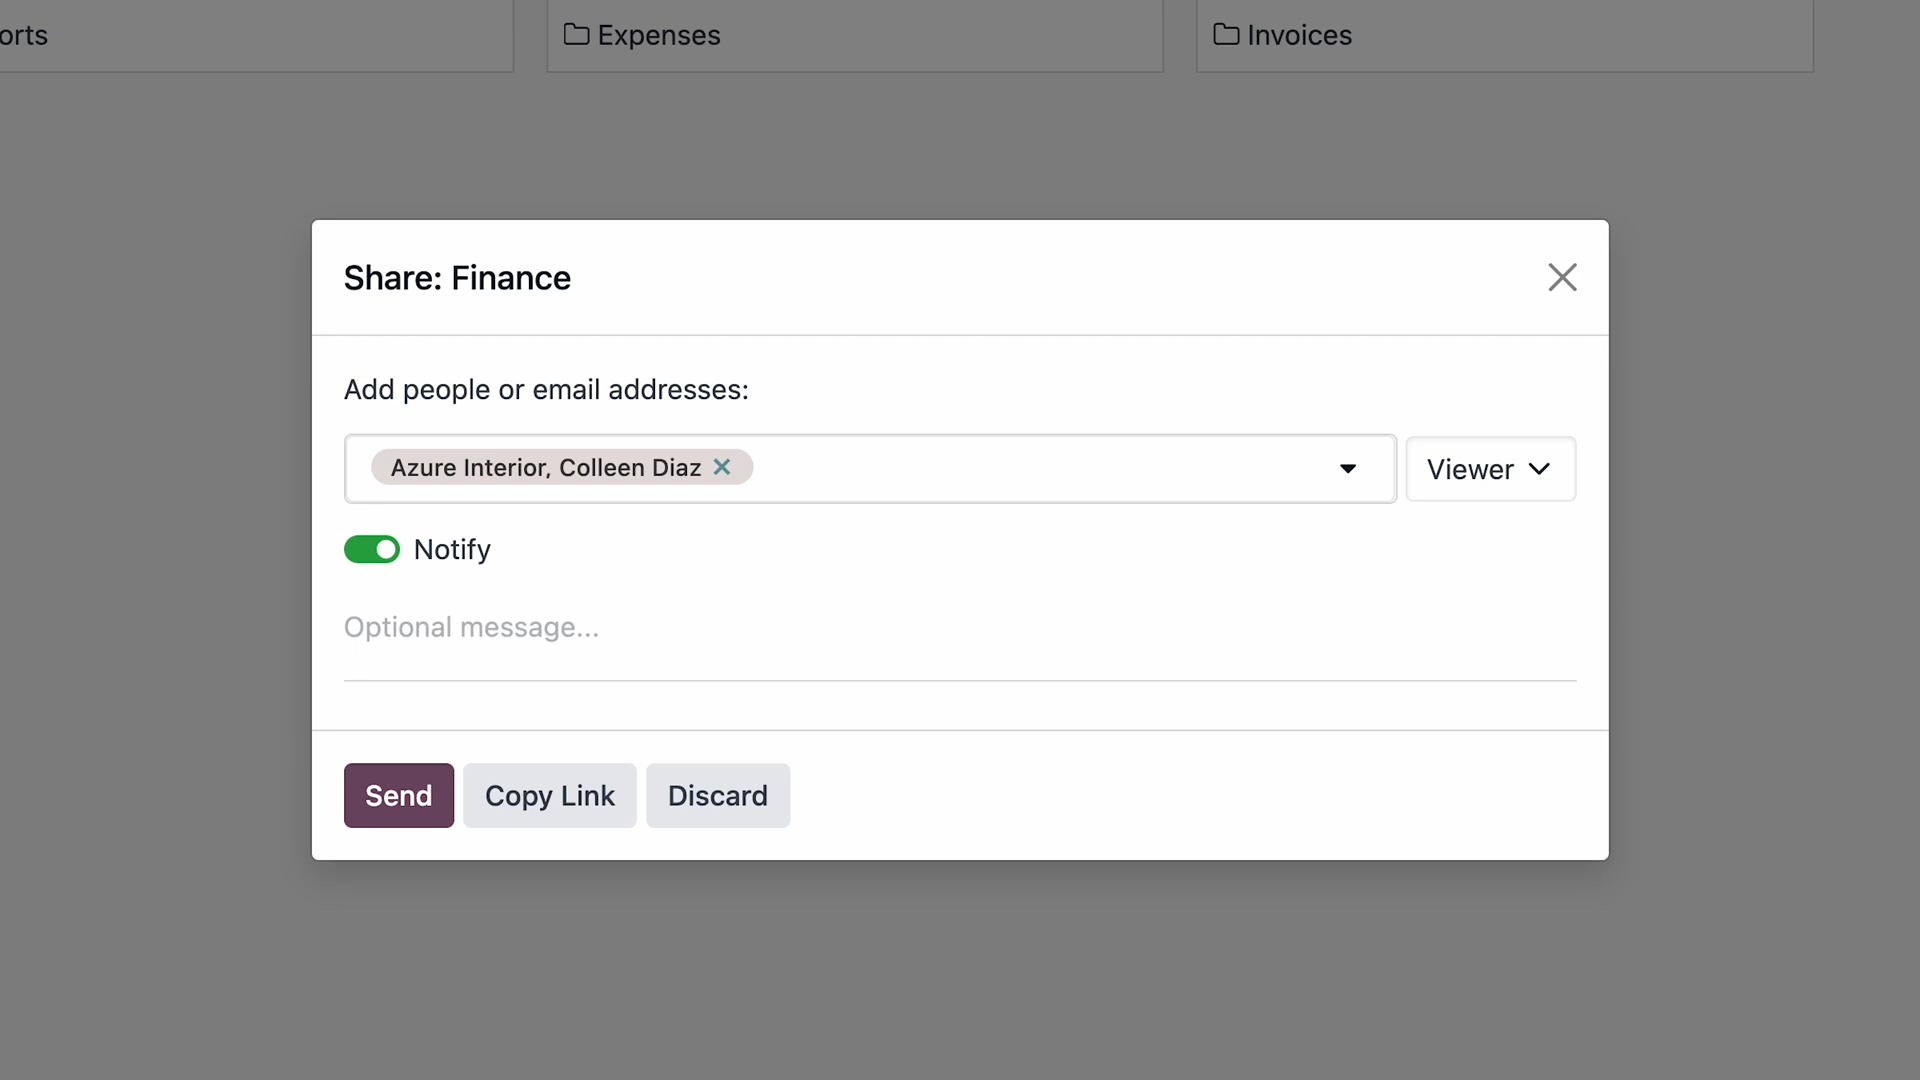 Expenses
Invoices
Share: Finance
Add people or email addresses:
Azure Interior, Colleen Diaz
Viewer
Notify
Optional message...
Send Copy Link Discard